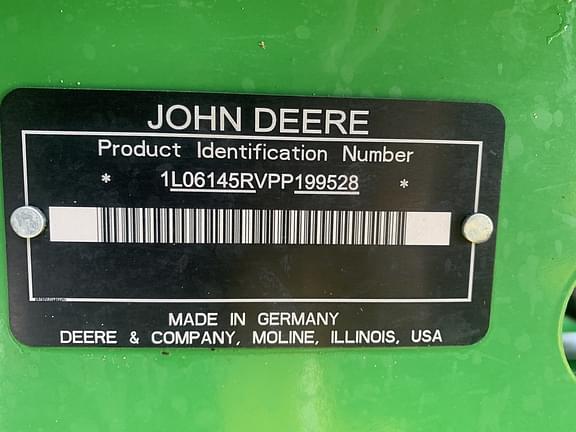 JOHN DEERE
Product Identification Number
* 1L06145RVPP199528 *
MADE IN GERMANY
DEERE & COMPANY, MOLINE, ILLINOIS, USA